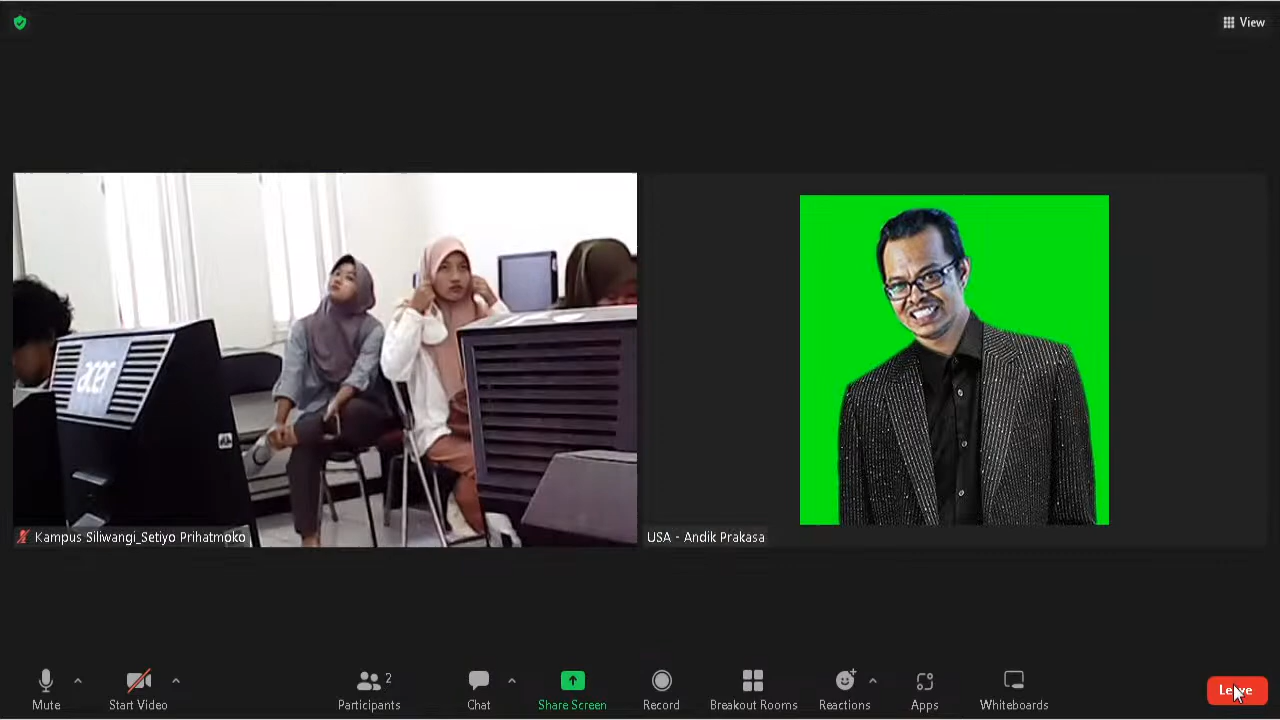 View
acer
Kampus Siliwangi_Setiyo Prihatmoko
USA - Andik Prakasa
Mute
Start Video
Participants
2
Chat
Share Screen
Record
Breakout Rooms
Reactions
Apps
Whiteboards
Leave